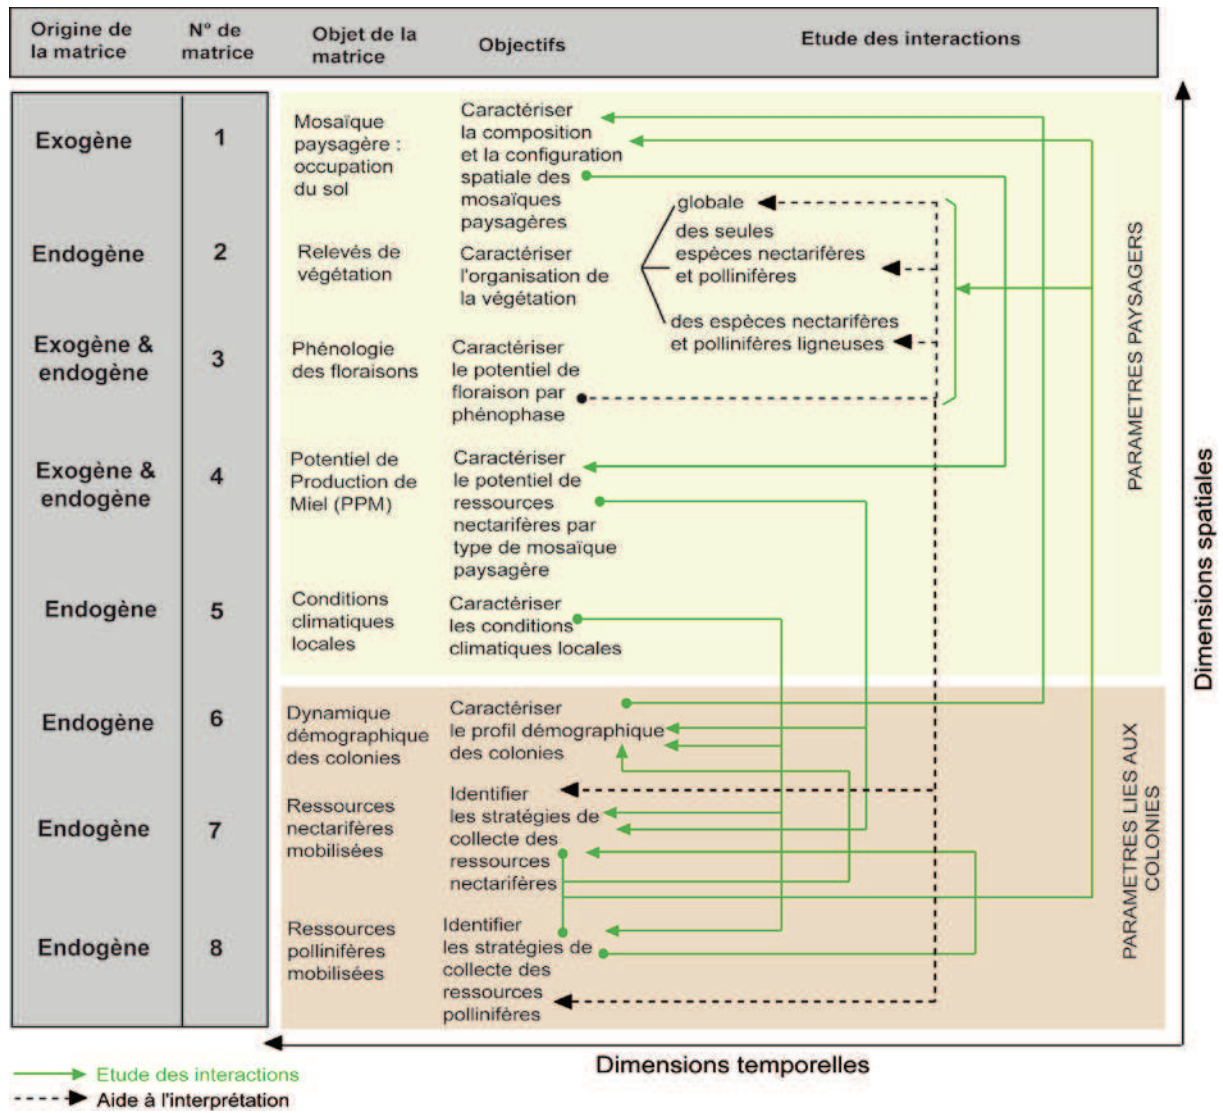 Origine de
la matrice
N° de
matrice
Objet de la
matrice
Objectifs
Etude des interactions
Exogène
1
Mosaïque
paysagère :
occupation
du sol
Caractériser
la composition
et la configuration
spatiale des
mosaïques
paysagères
Endogène
2
Relevés de
végétation
Caractériser
l'organisation de
la végétation
globale
des seules
espèces nectarifères
et pollinifères
des espèces nectarifères
et pollinifères ligneuses
Exogène &
endogène
3
Phénologie
des floraisons
Caractériser
le potentiel de
floraison par
phénophase
Exogène &
endogène
4
Potentiel de
Production de
Miel (PPM)
Caractériser
le potentiel de
ressources
nectarifères par
type de mosaïque
paysagère
Endogène
5
Conditions
climatiques
locales
Caractériser
les conditions
climatiques locales
PARAMETRES PAYSAGERS
Endogène
6
Dynamique
démographique
des colonies
Caractériser
le profil démographique
des colonies
Endogène
7
Ressources
nectarifères
mobilisées
Identifier
les stratégies de
collecte des
ressources
nectarifères
Endogène
8
Ressources
pollinifères
mobilisées
Identifier
les stratégies de
collecte des
ressources
pollinifères
PARAMETRES LIES AUX
COLONIES
Dimensions spatiales
Dimensions temporelles
Etude des interactions
Aide à l'interprétation